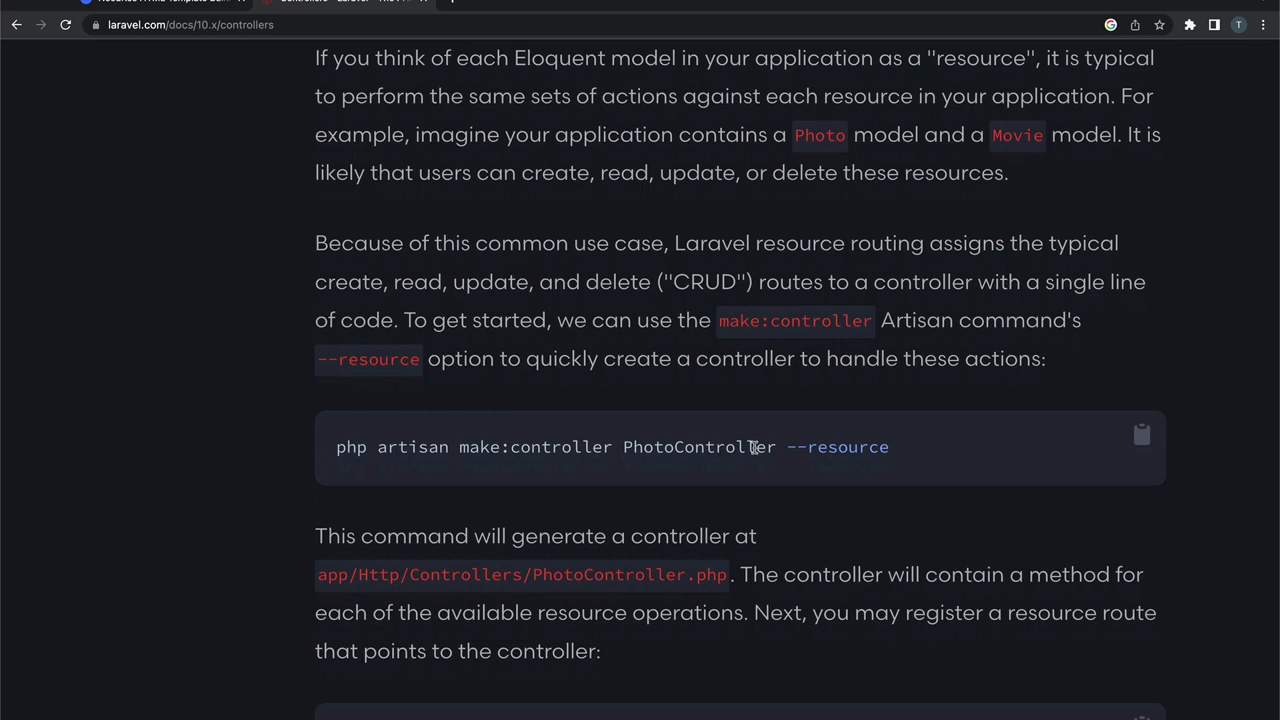 laravel.com/docs/10.x/controllers
T
If you think of each Eloquent model in your application as a "resource", it is typical
to perform the same sets of actions against each resource in your application. For
example, imagine your application contains a Photo model and a Movie model. It is
likely that users can create, read, update, or delete these resources.
Because of this common use case, Laravel resource routing assigns the typical
create, read, update, and delete ("CRUD") routes to a controller with a single line
of code. To get started, we can use the make:controller Artisan command's
--resource option to quickly create a controller to handle these actions:
php artisan make:controller PhotoController --resource
This command will generate a controller at
app/Http/Controllers/PhotoController.php. The controller will contain a method for
each of the available resource operations. Next, you may register a resource route
that points to the controller: